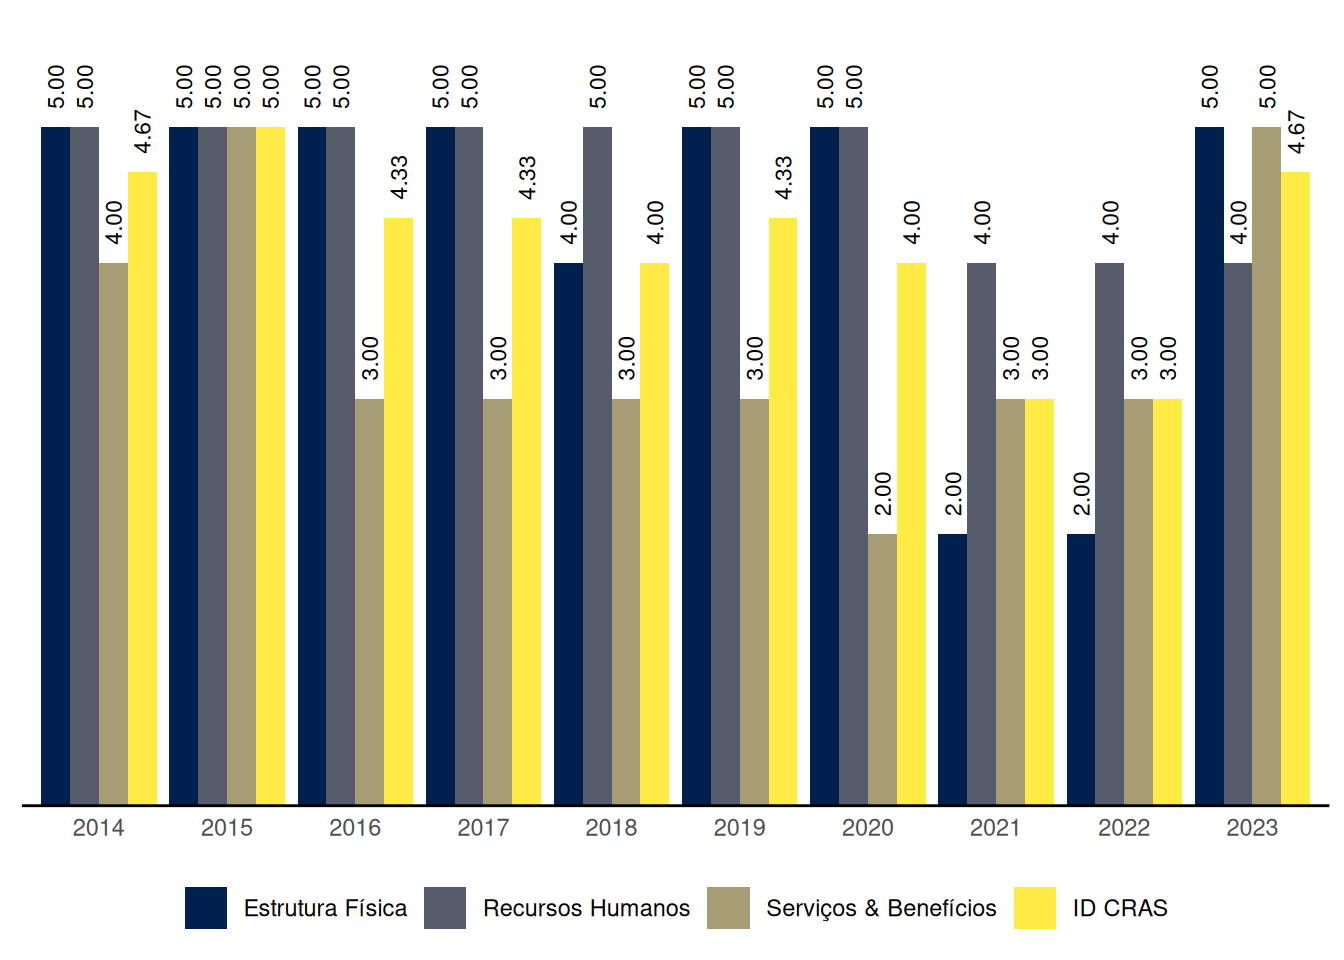 5.00 5.00 4.00 4.67 5.00 5.00 5.00 5.00 5.00 5.00 3.00 4.33 5.00 5.00 3.00 4.33 4.00 5.00 3.00 4.00 5.00 5.00 3.00 4.33 5.00 5.00 2.00 4.00 2.00 4.00 3.00 3.00 2.00 4.00 3.00 3.00 5.00 4.00 5.00 4.67
2014 2015 2016 2017 2018 2019 2020 2021 2022 2023
Estrutura Física Recursos Humanos Serviços & Benefícios ID CRAS